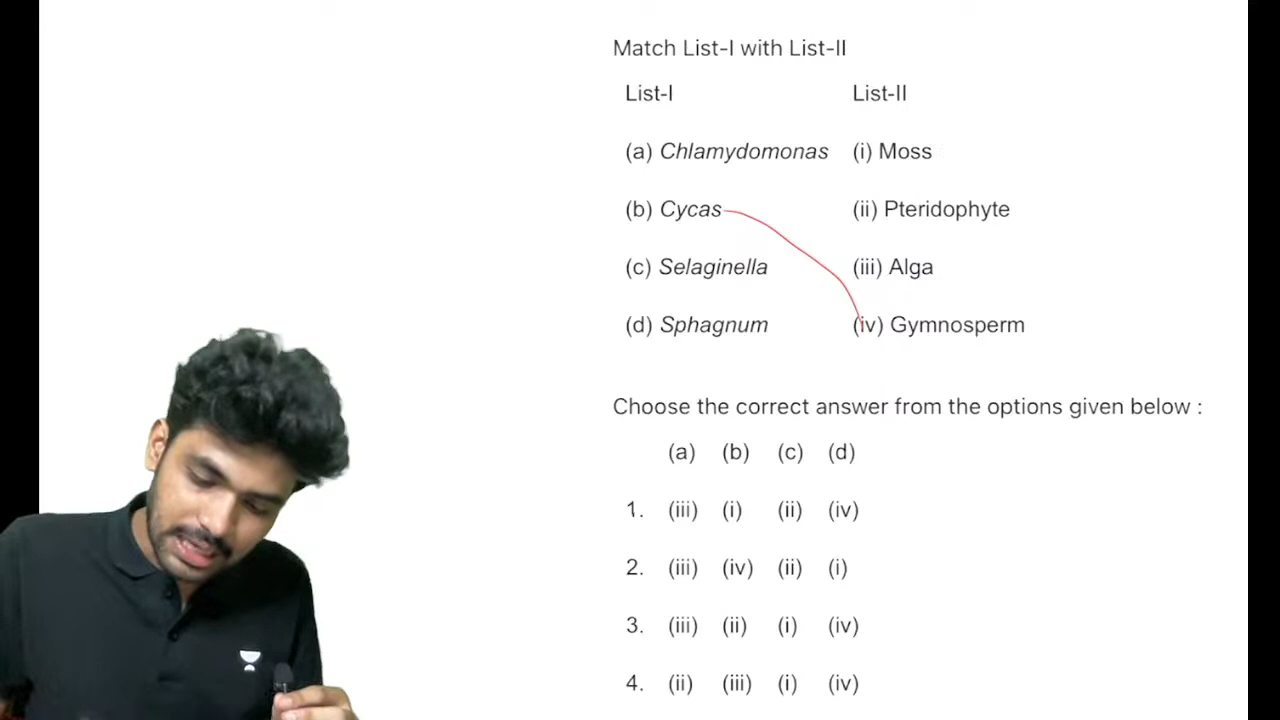 Match List-I with List-II
List-I List-II
(a) Chlamydomonas (i) Moss
(b) Cycas (ii) Pteridophyte
(c) Selaginella (iii) Alga
(d) Sphagnum (iv) Gymnosperm
Choose the correct answer from the options given below :
(a) (b) (c) (d)
1. (iii) (i) (ii) (iv)
2. (iii) (iv) (ii) (i)
3. (iii) (ii) (i) (iv)
4. (ii) (iii) (i) (iv)